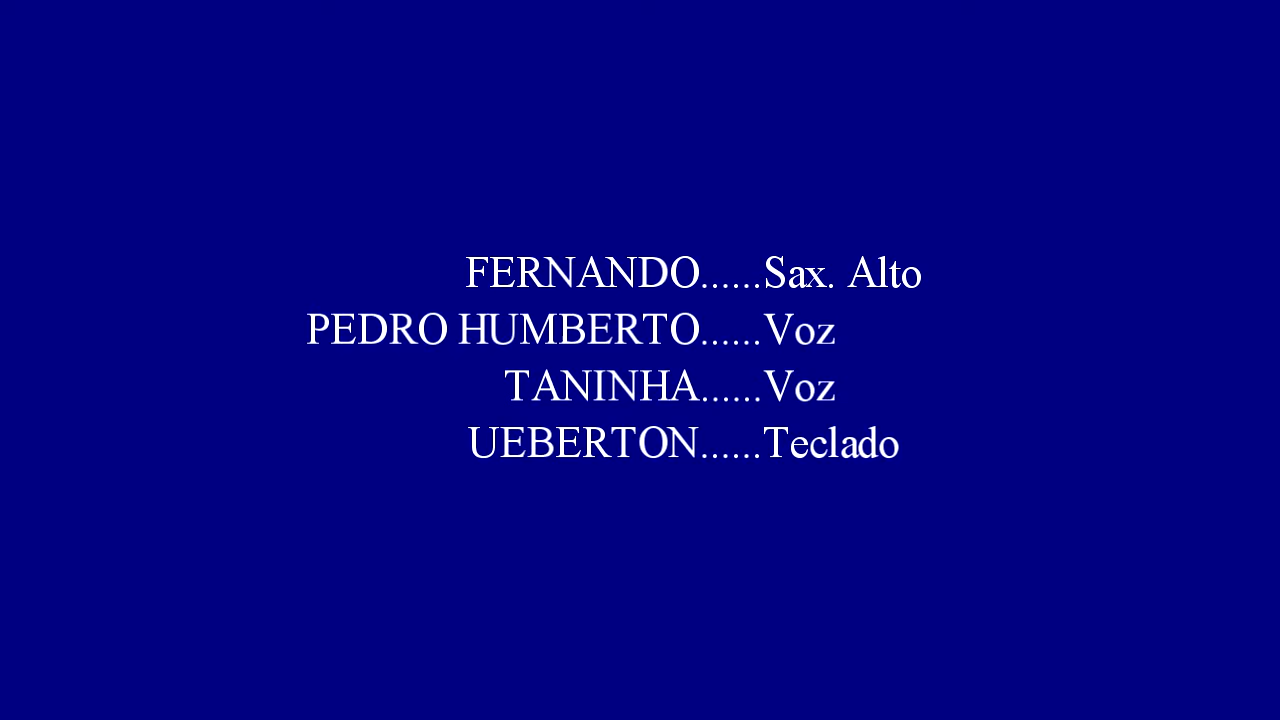 FERNANDO......Sax. Alto
PEDRO HUMBERTO......Voz
TANINHA......Voz
UEBERTON......Teclado